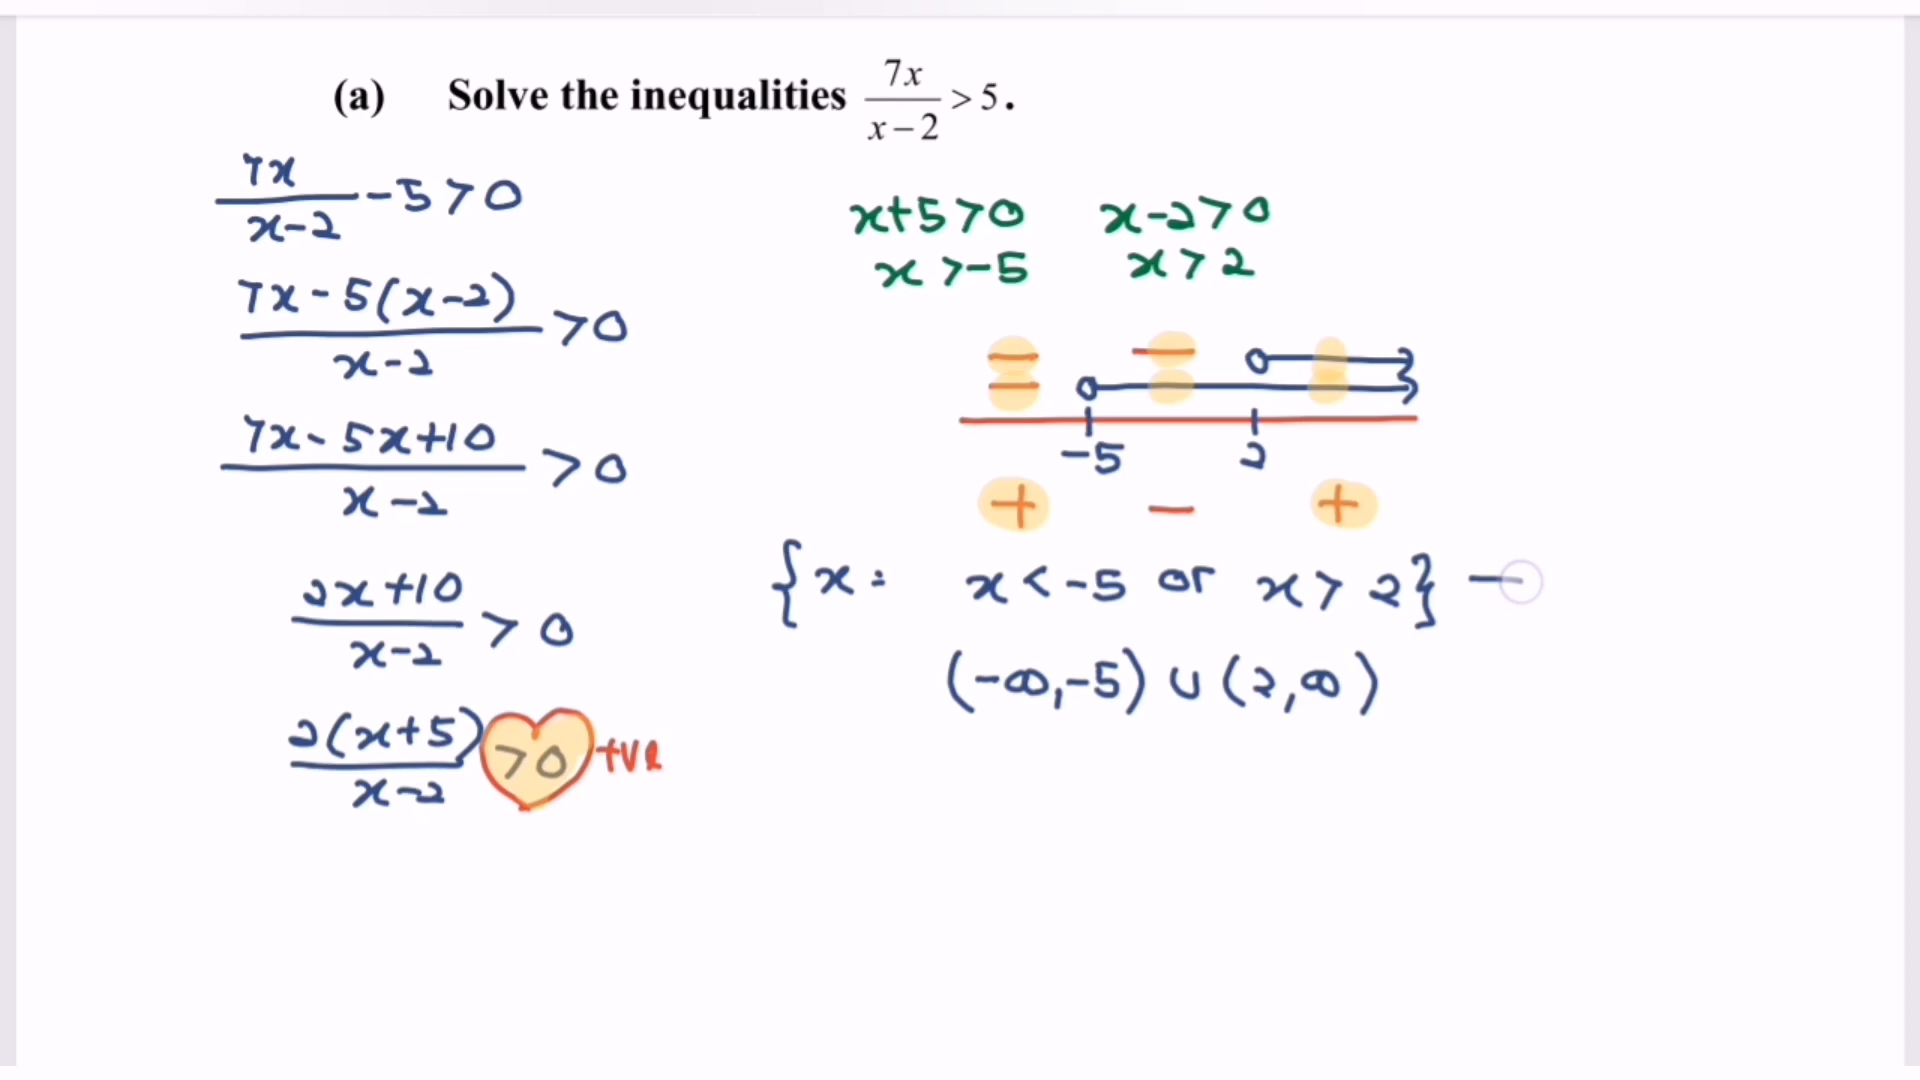 (a) Solve the inequalities 7x/(x-2) > 5.
7x/(x-2) - 5 > 0
(7x - 5(x-2))/(x-2) > 0
(7x - 5x + 10)/(x-2) > 0
(2x + 10)/(x-2) > 0
2(x+5)/(x-2) > 0 +ve
x+5>0 x-2>0
x>-5 x>2
-5 2
+ - +
{x: x < -5 or x > 2}
(-∞,-5) ∪ (2,∞)